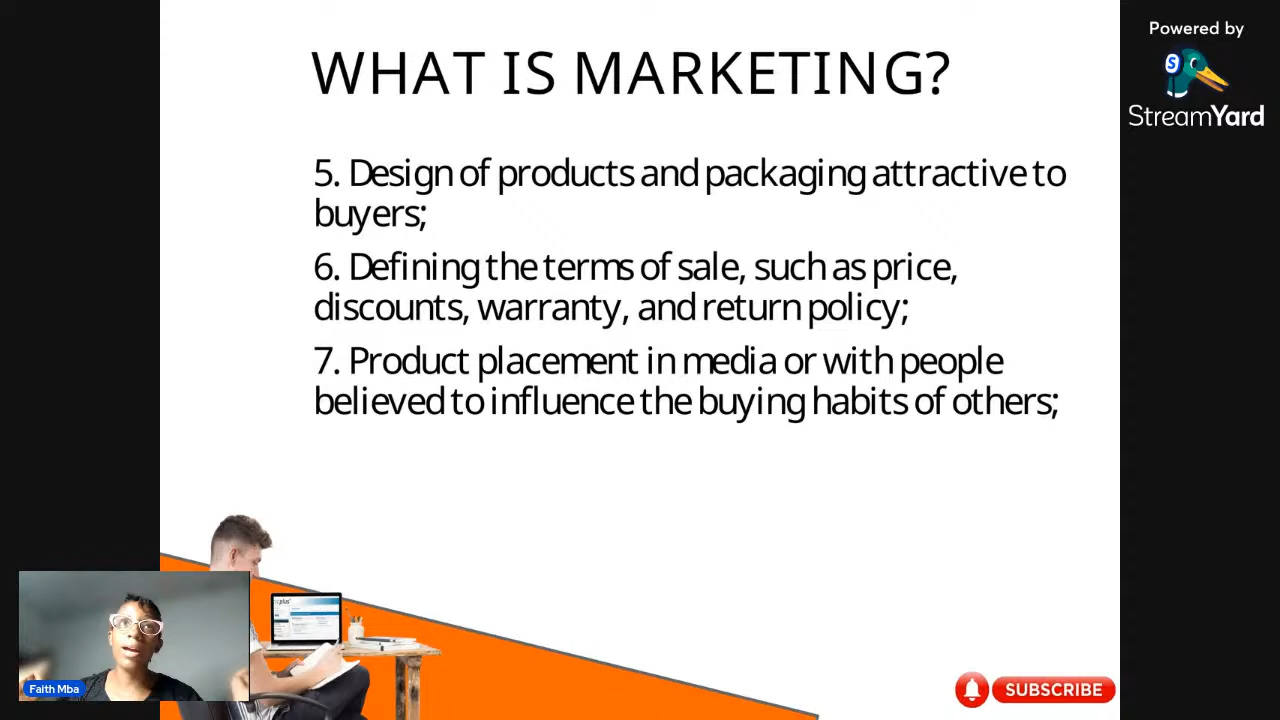 Powered by
StreamYard
WHAT IS MARKETING?
5. Design of products and packaging attractive to
buyers;
6. Defining the terms of sale, such as price,
discounts, warranty, and return policy;
7. Product placement in media or with people
believed to influence the buying habits of others;
Faith Mba
SUBSCRIBE